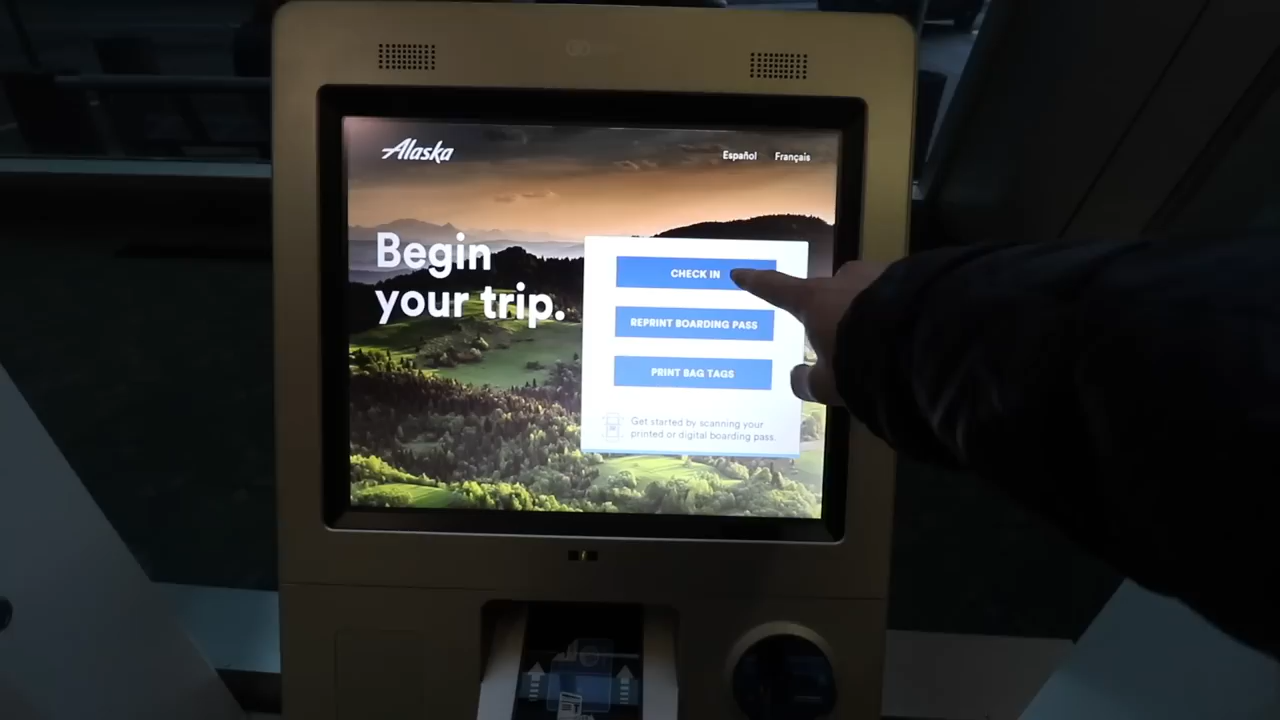 Alaska
Español Français
Begin
your trip.
CHECK IN
REPRINT BOARDING PASS
PRINT BAG TAGS
Get started by scanning your
printed or digital boarding pass.